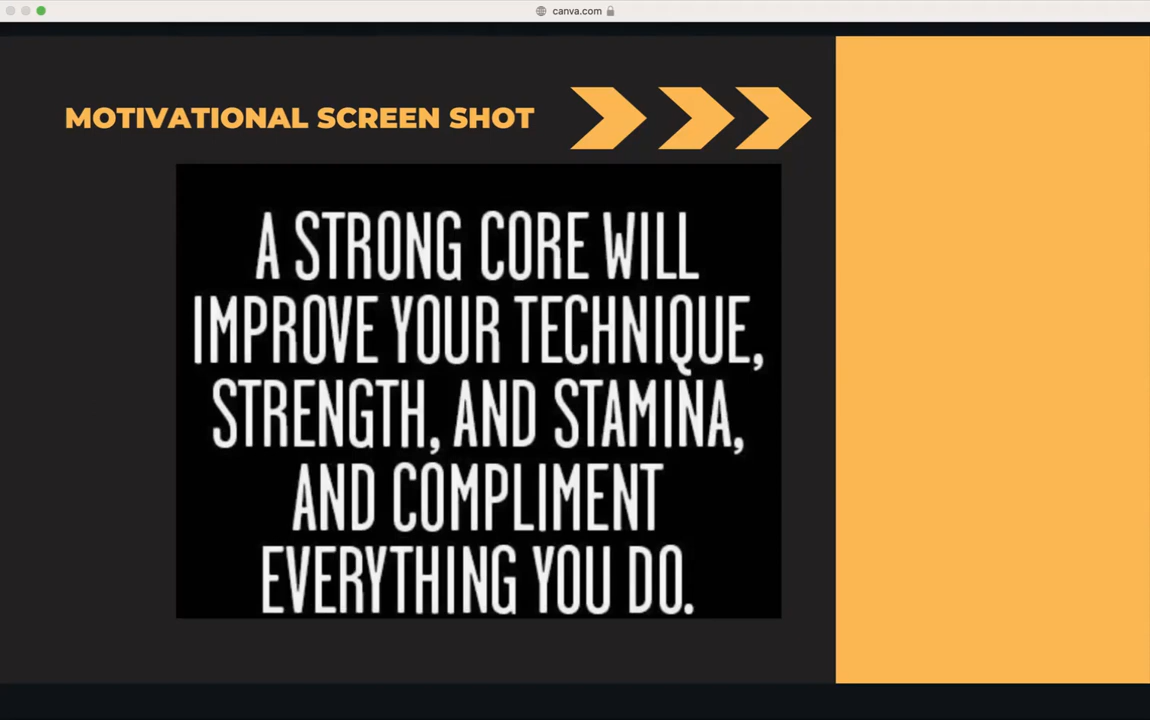 canva.com
MOTIVATIONAL SCREEN SHOT
A STRONG CORE WILL
IMPROVE YOUR TECHNIQUE,
STRENGTH, AND STAMINA,
AND COMPLIMENT
EVERYTHING YOU DO.